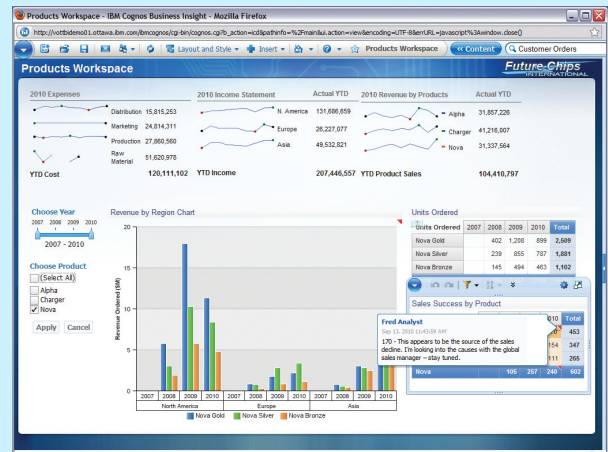 Products Workspace - IBM Cognos Business Insight - Mozilla Firefox
http://vottbidemo01.ottawa.ibm.com/ibmcognos/cgi-bin/cognos.cgi?b_action=icd&pathinfo=%2Fmain&ui.action=view&encoding=UTF-8&errURL=javascript%3Awindow.close()
Layout and Style Insert Products Workspace Content Customer Orders
Products Workspace
Future-Chips
INTERNATIONAL
2010 Expenses Actual YTD
Distribution 15,815,253
Marketing 24,814,311
Production 27,860,560
Raw
Material 51,620,978
YTD Cost 120,111,102
2010 Income Statement Actual YTD
N. America 131,686,659
Europe 26,227,077
Asia 49,532,821
YTD Income 207,446,557
2010 Revenue by Products Actual YTD
Alpha 31,857,226
Charger 41,216,007
Nova 31,337,564
YTD Product Sales 104,410,797
Choose Year
2007 2008 2009 2010
2007 - 2010
Choose Product
(Select All)
Alpha
Charger
Nova
Apply Cancel
Revenue by Region Chart
Revenue Ordered ($M)
20
15
10
5
0
2007 2008 2009 2010 2007 2008 2009 2010 2007 2008 2009 2010
North America Europe Asia
Nova Gold Nova Silver Nova Bronze
Units Ordered
Units Ordered 2007 2008 2009 2010 Total
Nova Gold 402 1,208 899 2,509
Nova Silver 239 855 787 1,881
Nova Bronze 145 494 463 1,102
Sales Success by Product
010 Total
453
154 347
111 265
Nova 105 257 240 602
Fred Analyst
Sep 13, 2010 11:43:59 AM
170 - This appears to be the source of the sales
decline. I'm looking into the causes with the global
sales manager – stay tuned.